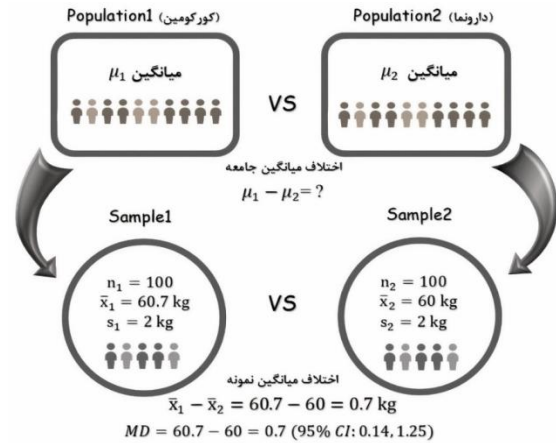 Population1 (کورکومین)
Population2 (دارونما)
میانگین μ₁
میانگین μ₂
VS
اختلاف میانگین جامعه
μ₁ − μ₂= ?
Sample1
Sample2
n₁ = 100
x̄₁ = 60.7 kg
s₁ = 2 kg
VS
n₂ = 100
x̄₂ = 60 kg
s₂ = 2 kg
اختلاف میانگین نمونه
x̄₁ − x̄₂ = 60.7 − 60 = 0.7 kg
MD = 60.7 − 60 = 0.7 (95% CI: 0.14, 1.25)